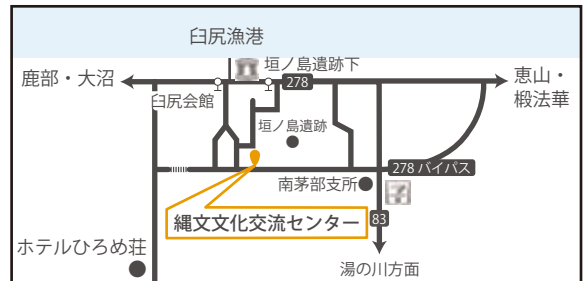 臼尻漁港
鹿部・大沼
垣ノ島遺跡下
278
恵山・
椴法華
臼尻会館
垣ノ島遺跡
278 バイパス
南茅部支所
縄文文化交流センター
83
ホテルひろめ荘
湯の川方面